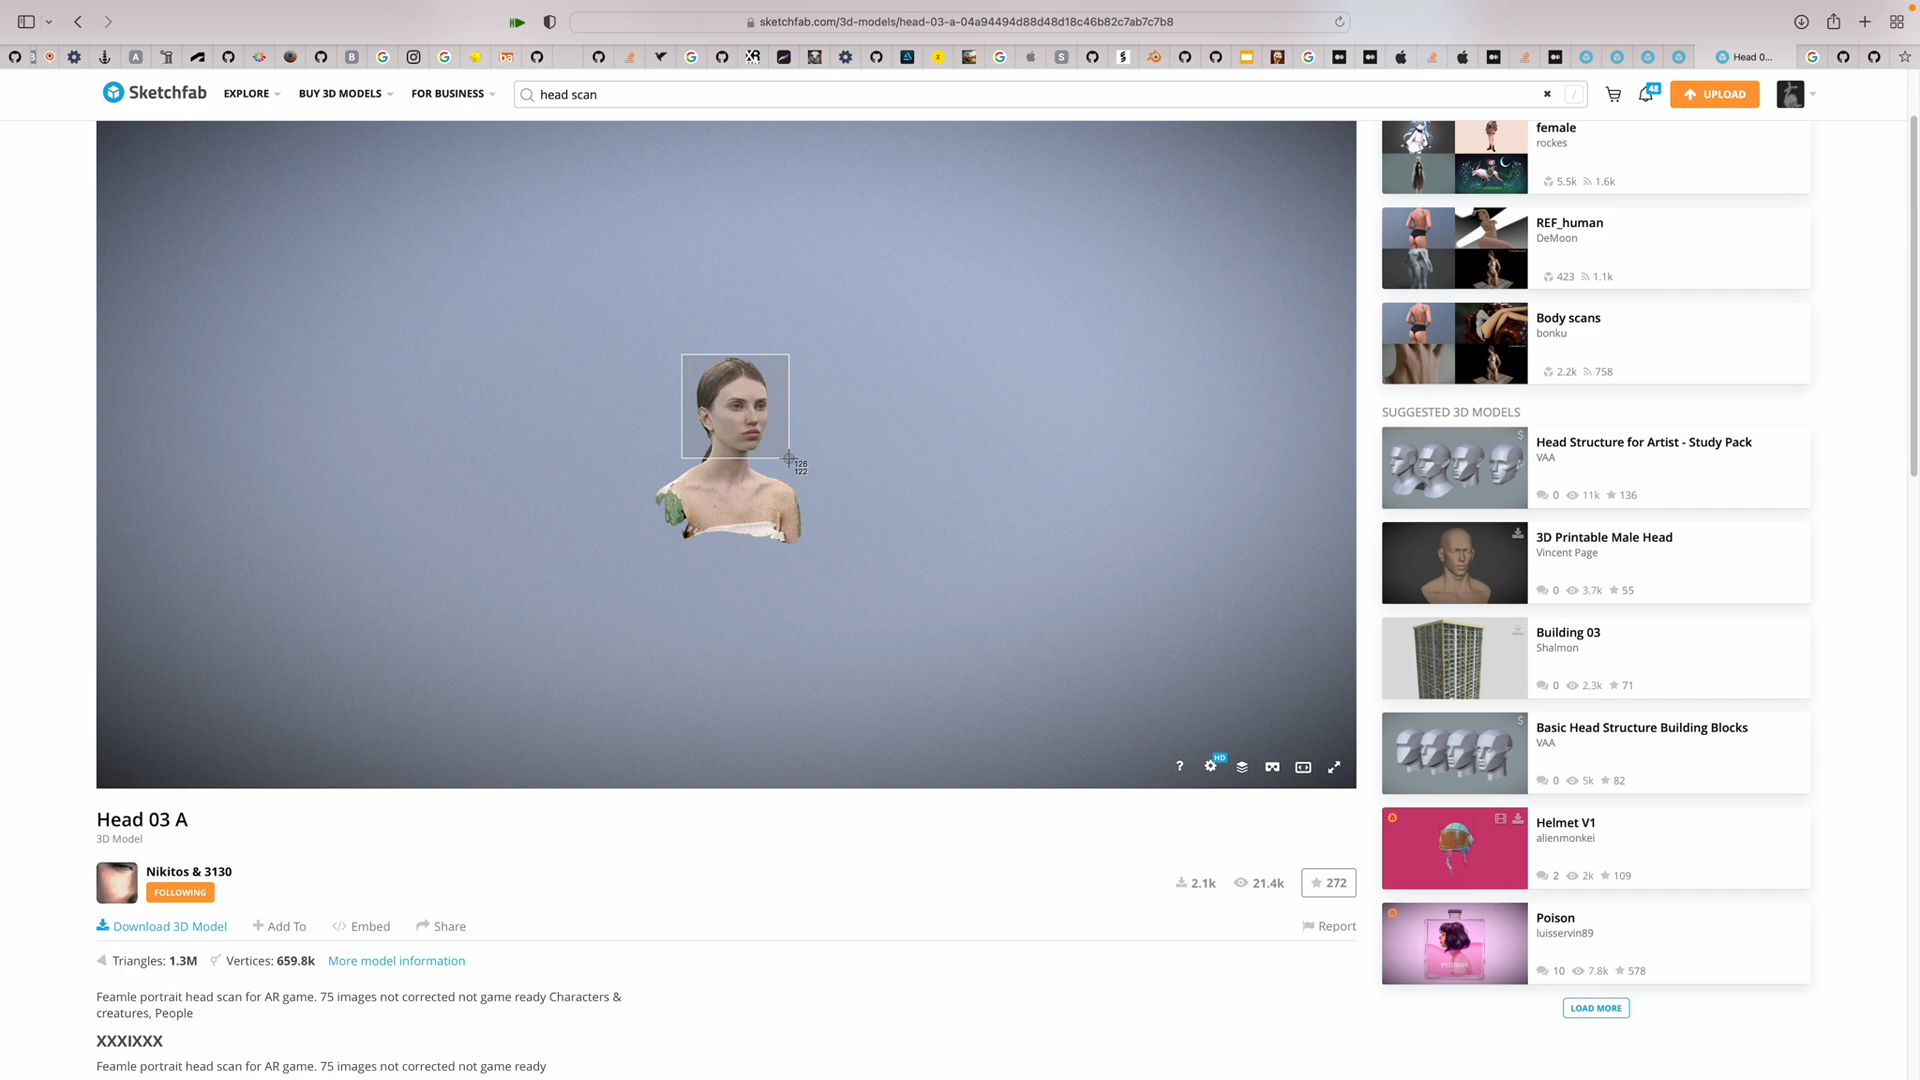 sketchfab.com/3d-models/head-03-a-04a94494d88d48d18c46b82c7ab7c7b8
Head 0...
Sketchfab
EXPLORE
BUY 3D MODELS
FOR BUSINESS
head scan
/
48
UPLOAD
female
rockes
5.5k 1.6k
REF_human
DeMoon
423 1.1k
Body scans
bonku
2.2k 758
SUGGESTED 3D MODELS
Head Structure for Artist - Study Pack
VAA
0 11k 136
3D Printable Male Head
Vincent Page
0 3.7k 55
Building 03
Shalmon
0 2.3k 71
Basic Head Structure Building Blocks
VAA
0 5k 82
Helmet V1
alienmonkei
2 2k 109
Poison
luisservin89
10 7.8k 578
LOAD MORE
126
122
? HD
Head 03 A
3D Model
Nikitos & 3130
FOLLOWING
2.1k 21.4k 272
Download 3D Model
Add To
Embed
Share
Report
Triangles: 1.3M Vertices: 659.8k More model information
Feamle portrait head scan for AR game. 75 images not corrected not game ready Characters &
creatures, People
XXXIXXX
Feamle portrait head scan for AR game. 75 images not corrected not game ready